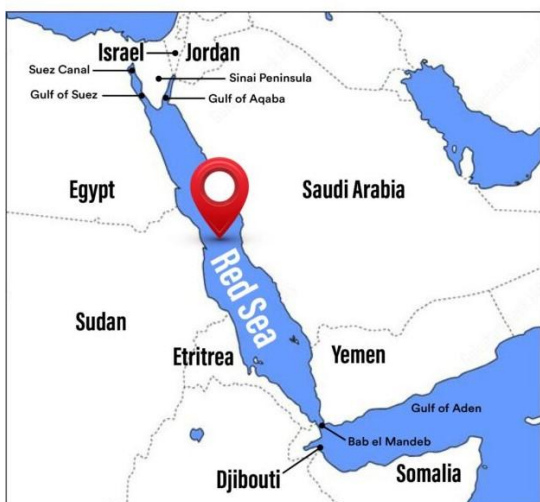 Israel
Jordan
Suez Canal
Sinai Peninsula
Gulf of Suez
Gulf of Aqaba
Egypt
Saudi Arabia
Red Sea
Sudan
Etritrea
Yemen
Gulf of Aden
Bab el Mandeb
Djibouti
Somalia